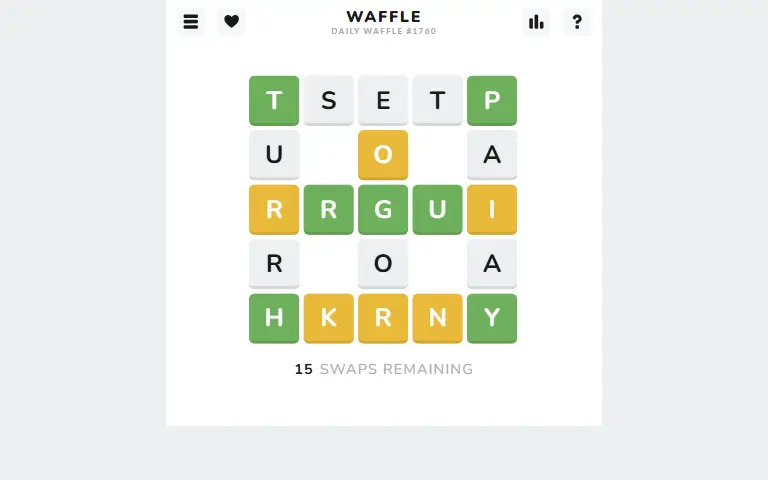 WAFFLE
DAILY WAFFLE #1760
?
T S E T P
U O A
R R G U I
R O A
H K R N Y
15 SWAPS REMAINING